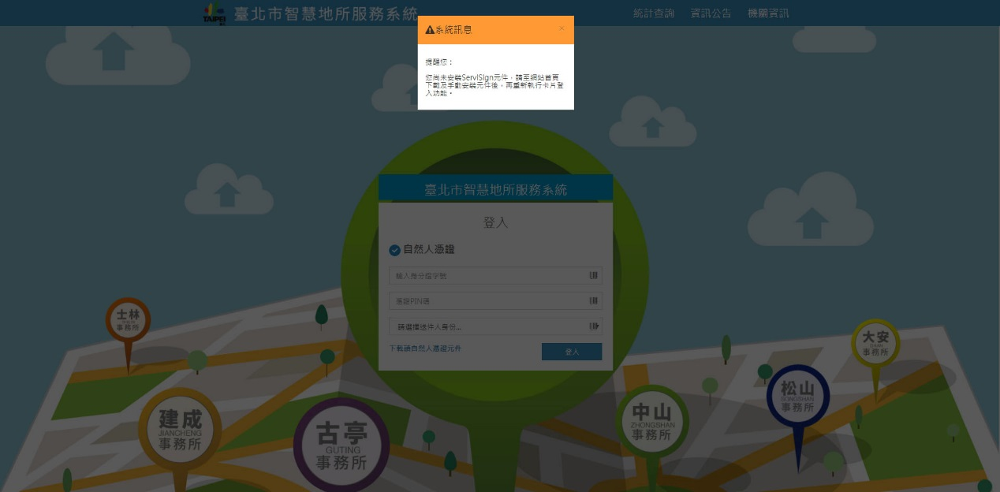 TAIPEI
臺北市智慧地所服務系統
統計查詢
資訊公告
機關資訊
系統訊息
×
提醒您：
您尚未安裝ServiSign元件，請至網站首頁
下載及手動安裝元件後，再重新執行卡片登
入功能。
臺北市智慧地所服務系統
登入
自然人憑證
輸入身分證字號
憑證PIN碼
請選擇送件人身份...
下載鎖自然人憑證元件
登入
士林
事務所
大安
事務所
建成
JIANCHENG
事務所
古亭
GUTING
事務所
中山
ZHONGSHAN
事務所
松山
SONGSHAN
事務所